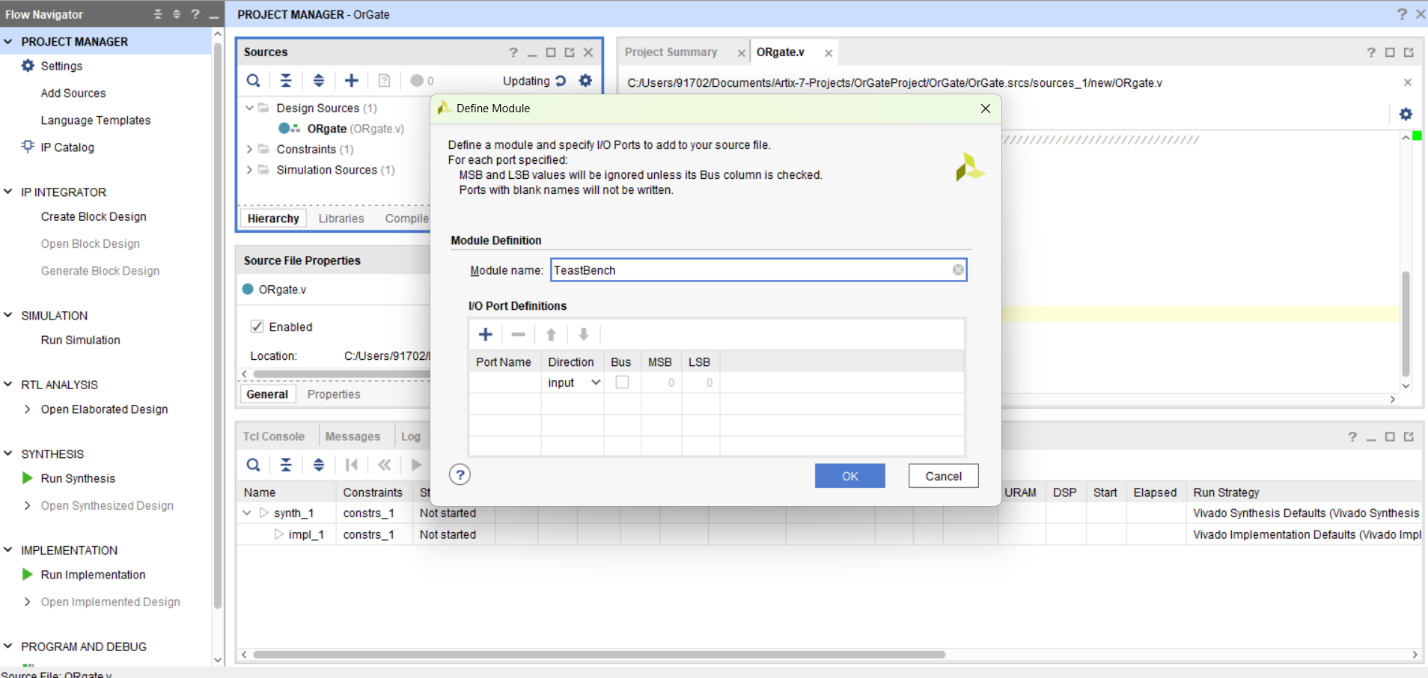 Flow Navigator
PROJECT MANAGER - OrGate
PROJECT MANAGER
Settings
Add Sources
Language Templates
IP Catalog
IP INTEGRATOR
Create Block Design
Open Block Design
Generate Block Design
SIMULATION
Run Simulation
RTL ANALYSIS
Open Elaborated Design
SYNTHESIS
Run Synthesis
Open Synthesized Design
IMPLEMENTATION
Run Implementation
Open Implemented Design
PROGRAM AND DEBUG
Source File: ORgate.v
Sources
0
Updating
Design Sources (1)
ORgate (ORgate.v)
Constraints (1)
Simulation Sources (1)
Hierarchy Libraries Compile
Source File Properties
ORgate.v
Enabled
Location: C:/Users/91702/
General Properties
Project Summary
ORgate.v
C:/Users/91702/Documents/Artix-7-Projects/OrGateProject/OrGate/OrGate.srcs/sources_1/new/ORgate.v
Define Module
Define a module and specify I/O Ports to add to your source file.
For each port specified:
MSB and LSB values will be ignored unless its Bus column is checked.
Ports with blank names will not be written.
Module Definition
Module name: TeastBench
I/O Port Definitions
Port Name Direction Bus MSB LSB
input 0 0
OK Cancel
Tcl Console Messages Log
Name Constraints St URAM DSP Start Elapsed Run Strategy
synth_1 constrs_1 Not started Vivado Synthesis Defaults (Vivado Synthesis
impl_1 constrs_1 Not started Vivado Implementation Defaults (Vivado Impl